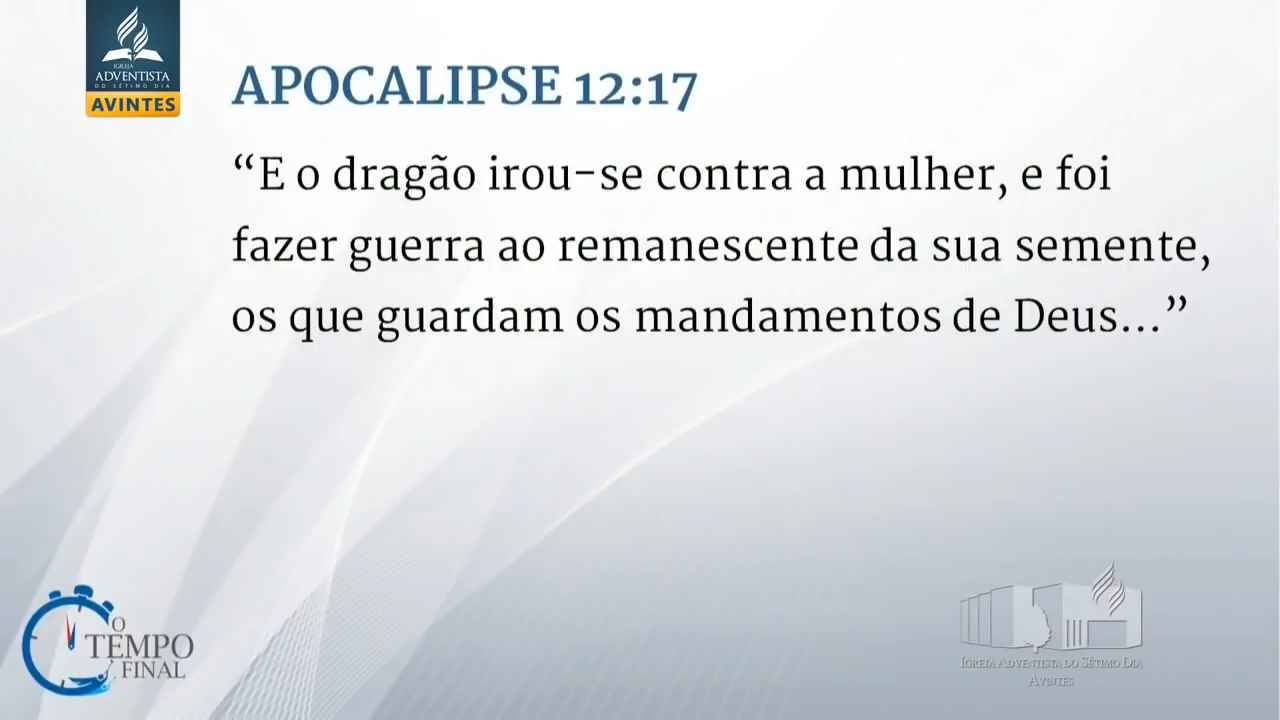 IGREJA
ADVENTISTA
DO SÉTIMO DIA
AVINTES
APOCALIPSE 12:17
“E o dragão irou-se contra a mulher, e foi
fazer guerra ao remanescente da sua semente,
os que guardam os mandamentos de Deus...”
O
TEMPO
FINAL
IGREJA ADVENTISTA DO SÉTIMO DIA
AVINTES